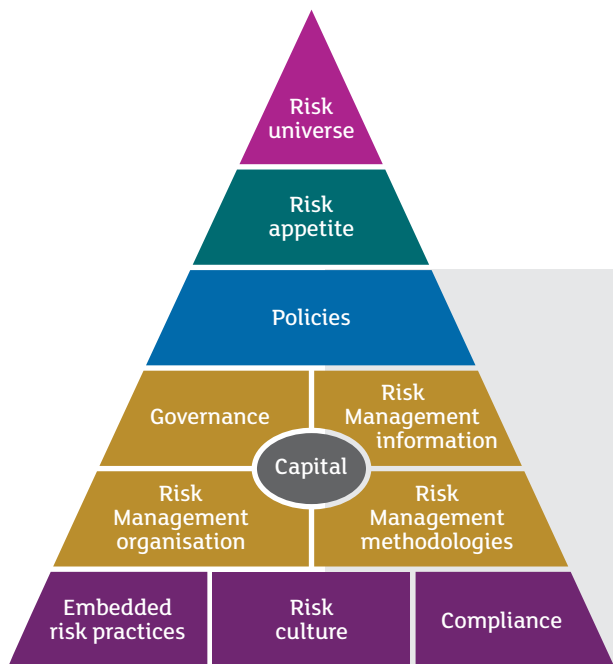 Risk
universe
Risk
appetite
Policies
Governance
Risk
Management
information
Capital
Risk
Management
organisation
Risk
Management
methodologies
Embedded
risk practices
Risk
culture
Compliance